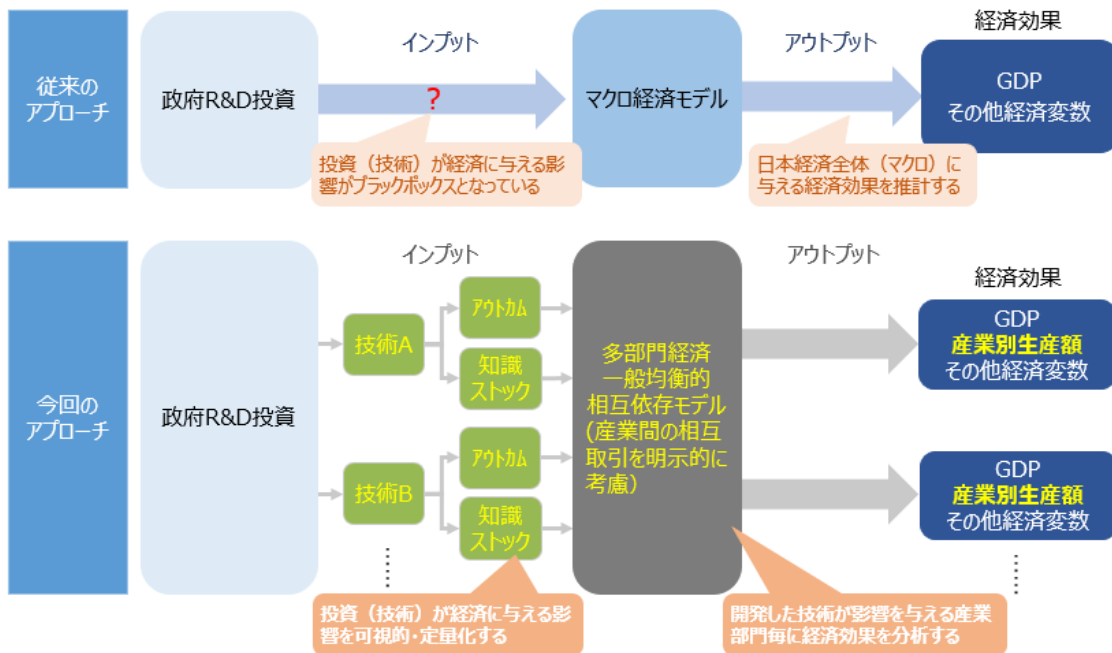 経済効果
インプット
アウトプット
従来の
アプローチ
政府R&D投資
?
マクロ経済モデル
GDP
その他経済変数
投資（技術）が経済に与える影
響がブラックボックスとなっている
日本経済全体（マクロ）に
与える経済効果を推計する
インプット
アウトプット
経済効果
今回の
アプローチ
政府R&D投資
技術A
アウトカム
知識
ストック
技術B
アウトカム
知識
ストック
多部門経済
一般均衡的
相互依存モデル
(産業間の相互
取引を明示的に
考慮)
GDP
産業別生産額
その他経済変数
GDP
産業別生産額
その他経済変数
投資（技術）が経済に与える影
響を可視的・定量化する
開発した技術が影響を与える産業
部門毎に経済効果を分析する